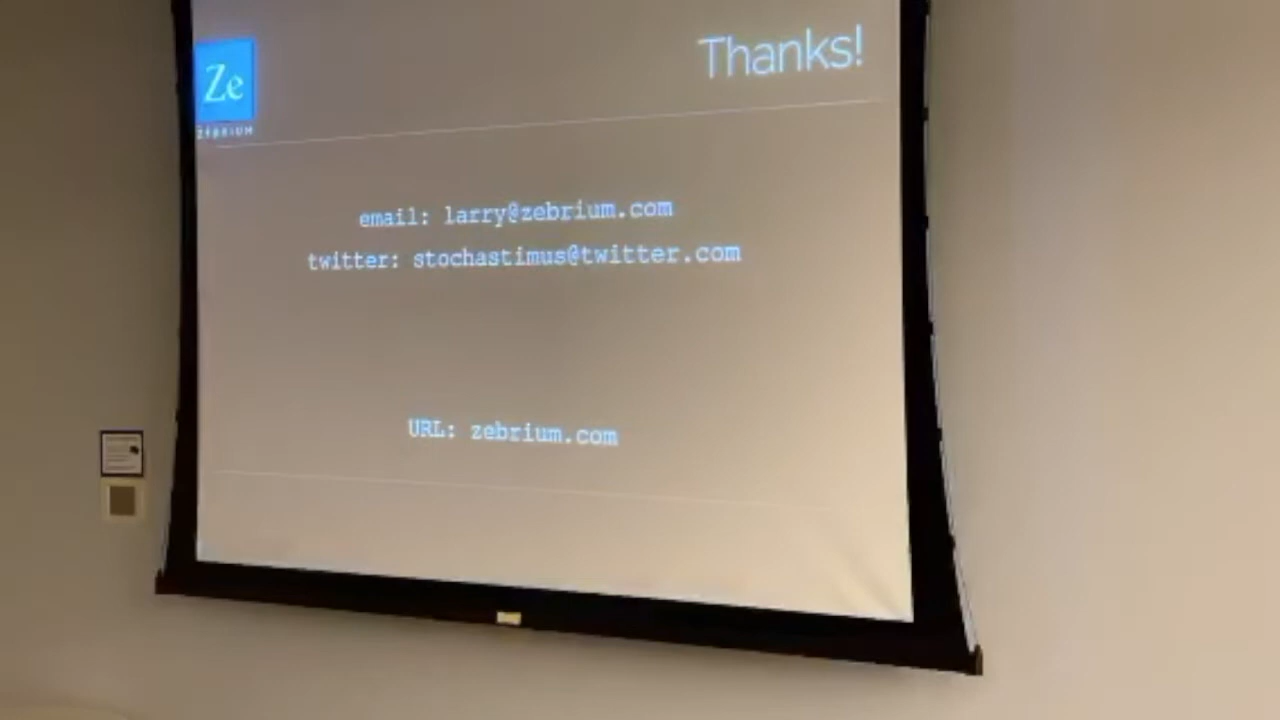 Ze
ZEBRIUM
Thanks!
email: larry@zebrium.com
twitter: stochastimus@twitter.com
URL: zebrium.com